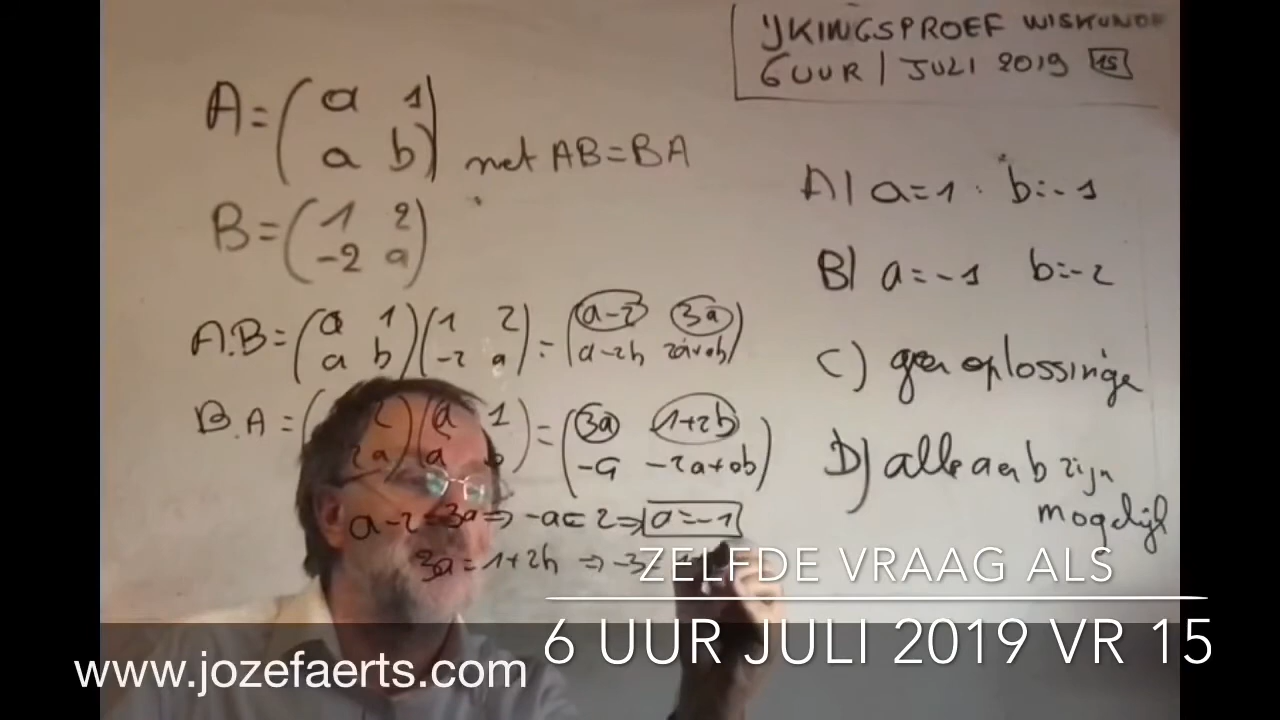 IJKINGSPROEF WISKUNDE
6 UUR / JULI 2019 15
A = ( a 1
a b ) met AB = BA
B = ( 1 2
-2 a )
A) a = 1 b = -1
B) a = -1 b = -2
C) geen oplossingen
D) alle a en b zijn
mogelijk
A.B = ( a 1 ) ( 1 2 ) = ( a-2 3a )
a b -2 a a-2b 2a+ab
B.A = ( 2 ) ( a 1 ) = ( 3a 1+2b )
a a b -a -2a+ab
a-2 = 3a => -a = 2 => a = -1
3a = 1+2b => -3
ZELFDE VRAAG ALS
6 UUR JULI 2019 VR 15
www.jozefaerts.com